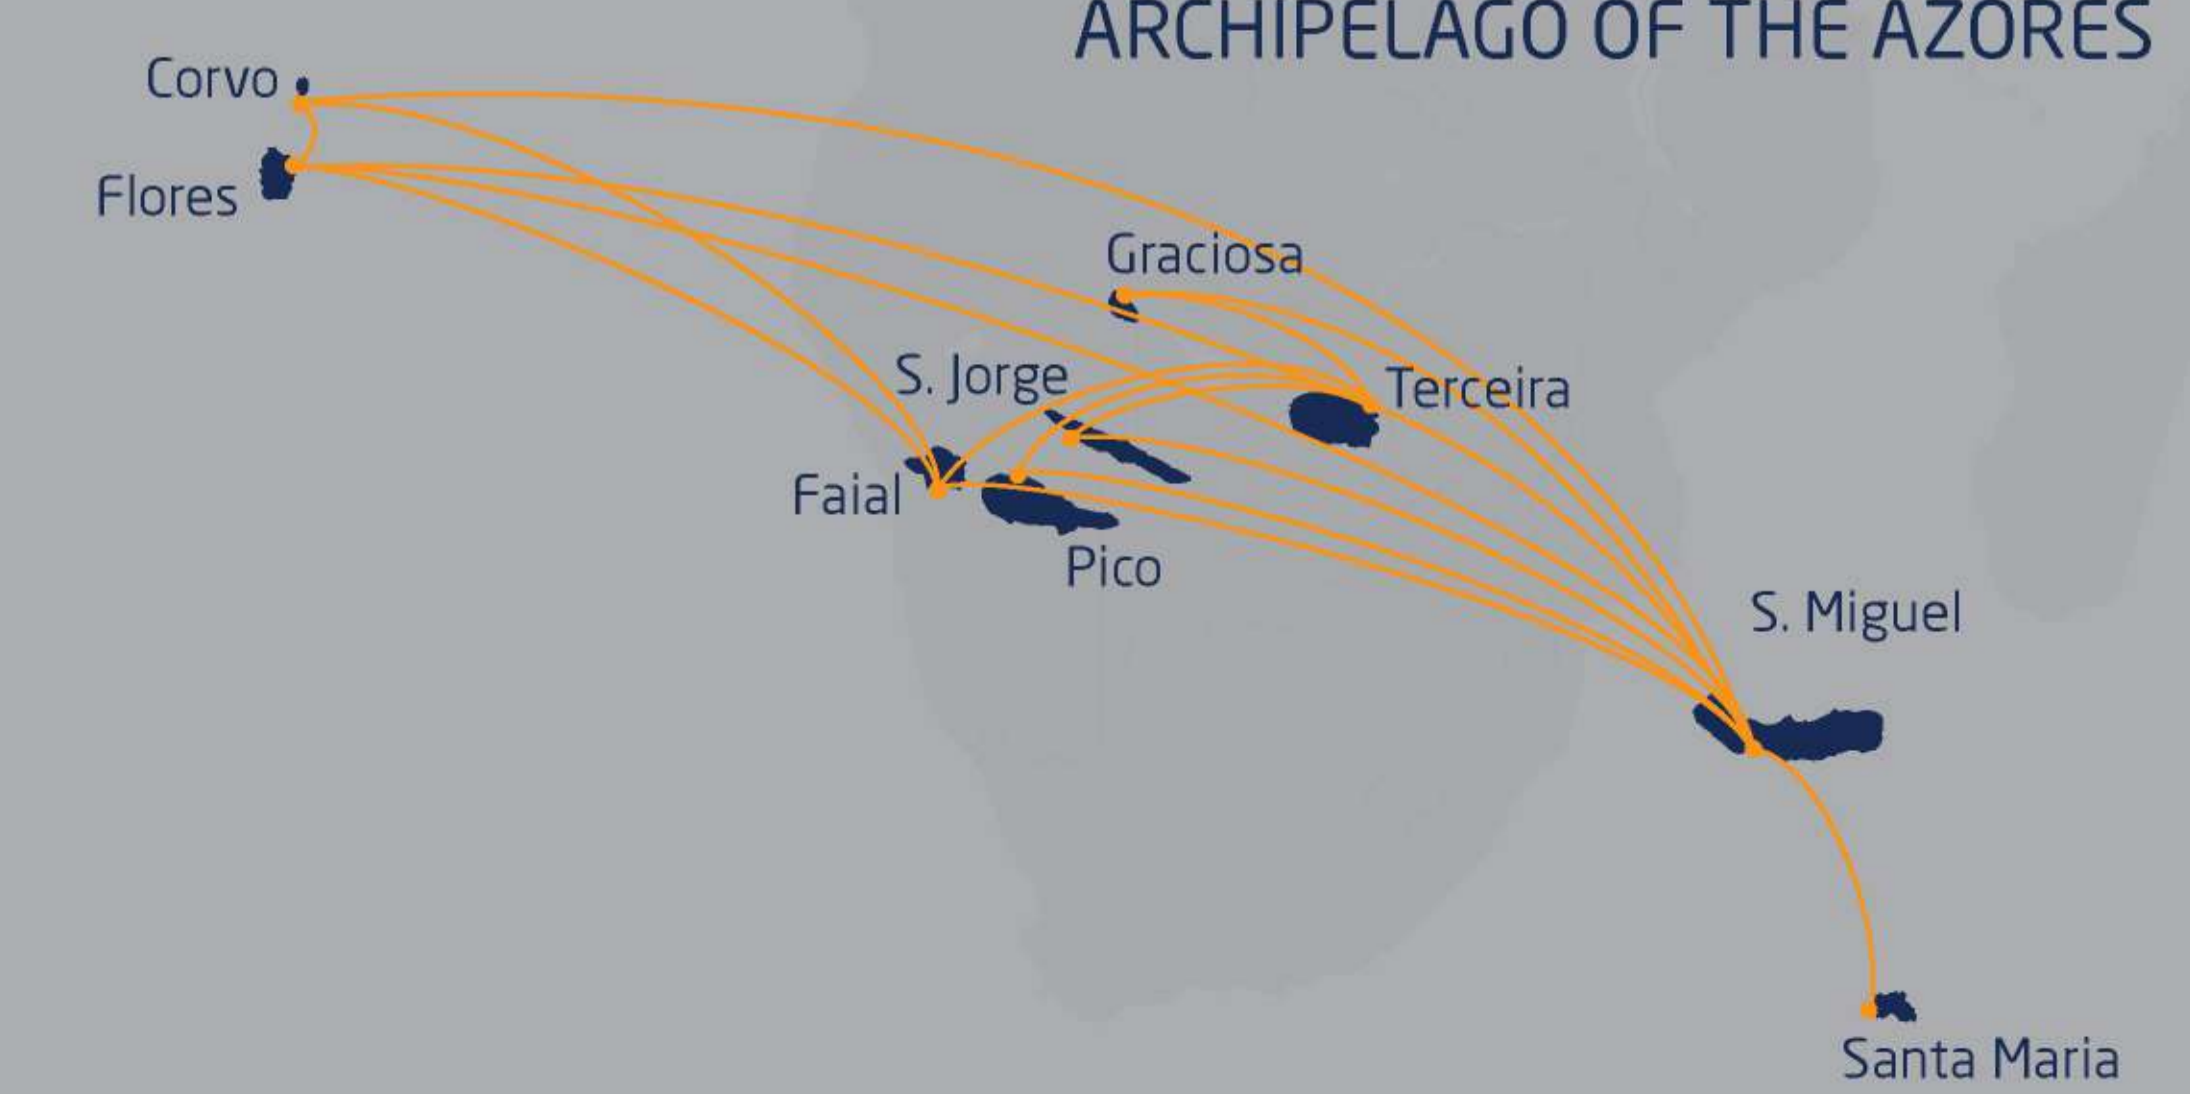 ARCHIPELAGO OF THE AZORES
Corvo
Flores
Graciosa
S. Jorge
Terceira
Faial
Pico
S. Miguel
Santa Maria